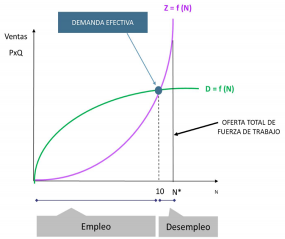 Z = f (N)
DEMANDA EFECTIVA
Ventas
PxQ
D = f (N)
OFERTA TOTAL DE
FUERZA DE TRABAJO
10
N*
N
Empleo
Desempleo